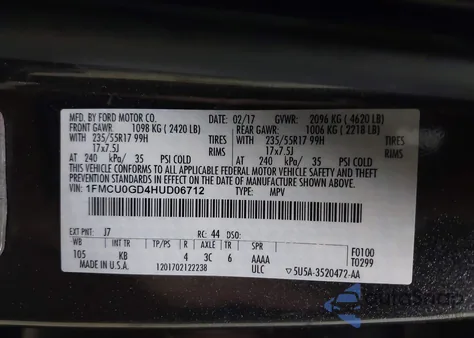 MFD. BY FORD MOTOR CO. 02/17 GVWR: 2096 KG ( 4620 LB)
FRONT GAWR: 1098 KG ( 2420 LB) REAR GAWR: 1006 KG ( 2218 LB)
WITH 235/55R17 99H TIRES WITH 235/55R17 99H TIRES
17x7.5J RIMS 17x7.5J RIMS
AT 240 kPa/ 35 PSI COLD AT 240 kPa/ 35 PSI COLD
THIS VEHICLE CONFORMS TO ALL APPLICABLE FEDERAL MOTOR VEHICLE SAFETY AND THEFT
PREVENTION STANDARDS IN EFFECT ON THE DATE OF MANUFACTURE SHOWN ABOVE.
VIN: 1FMCU0GD4HUD06712 TYPE: MPV
EXT PNT: J7 RC: 44 DSO:
WB INT TR TP/PS R AXLE TR SPR F0100
105 KB 4 3C 6 AAAA T0299
MADE IN U.S.A. 1201702122238 ULC 5U5A-3520472-AA